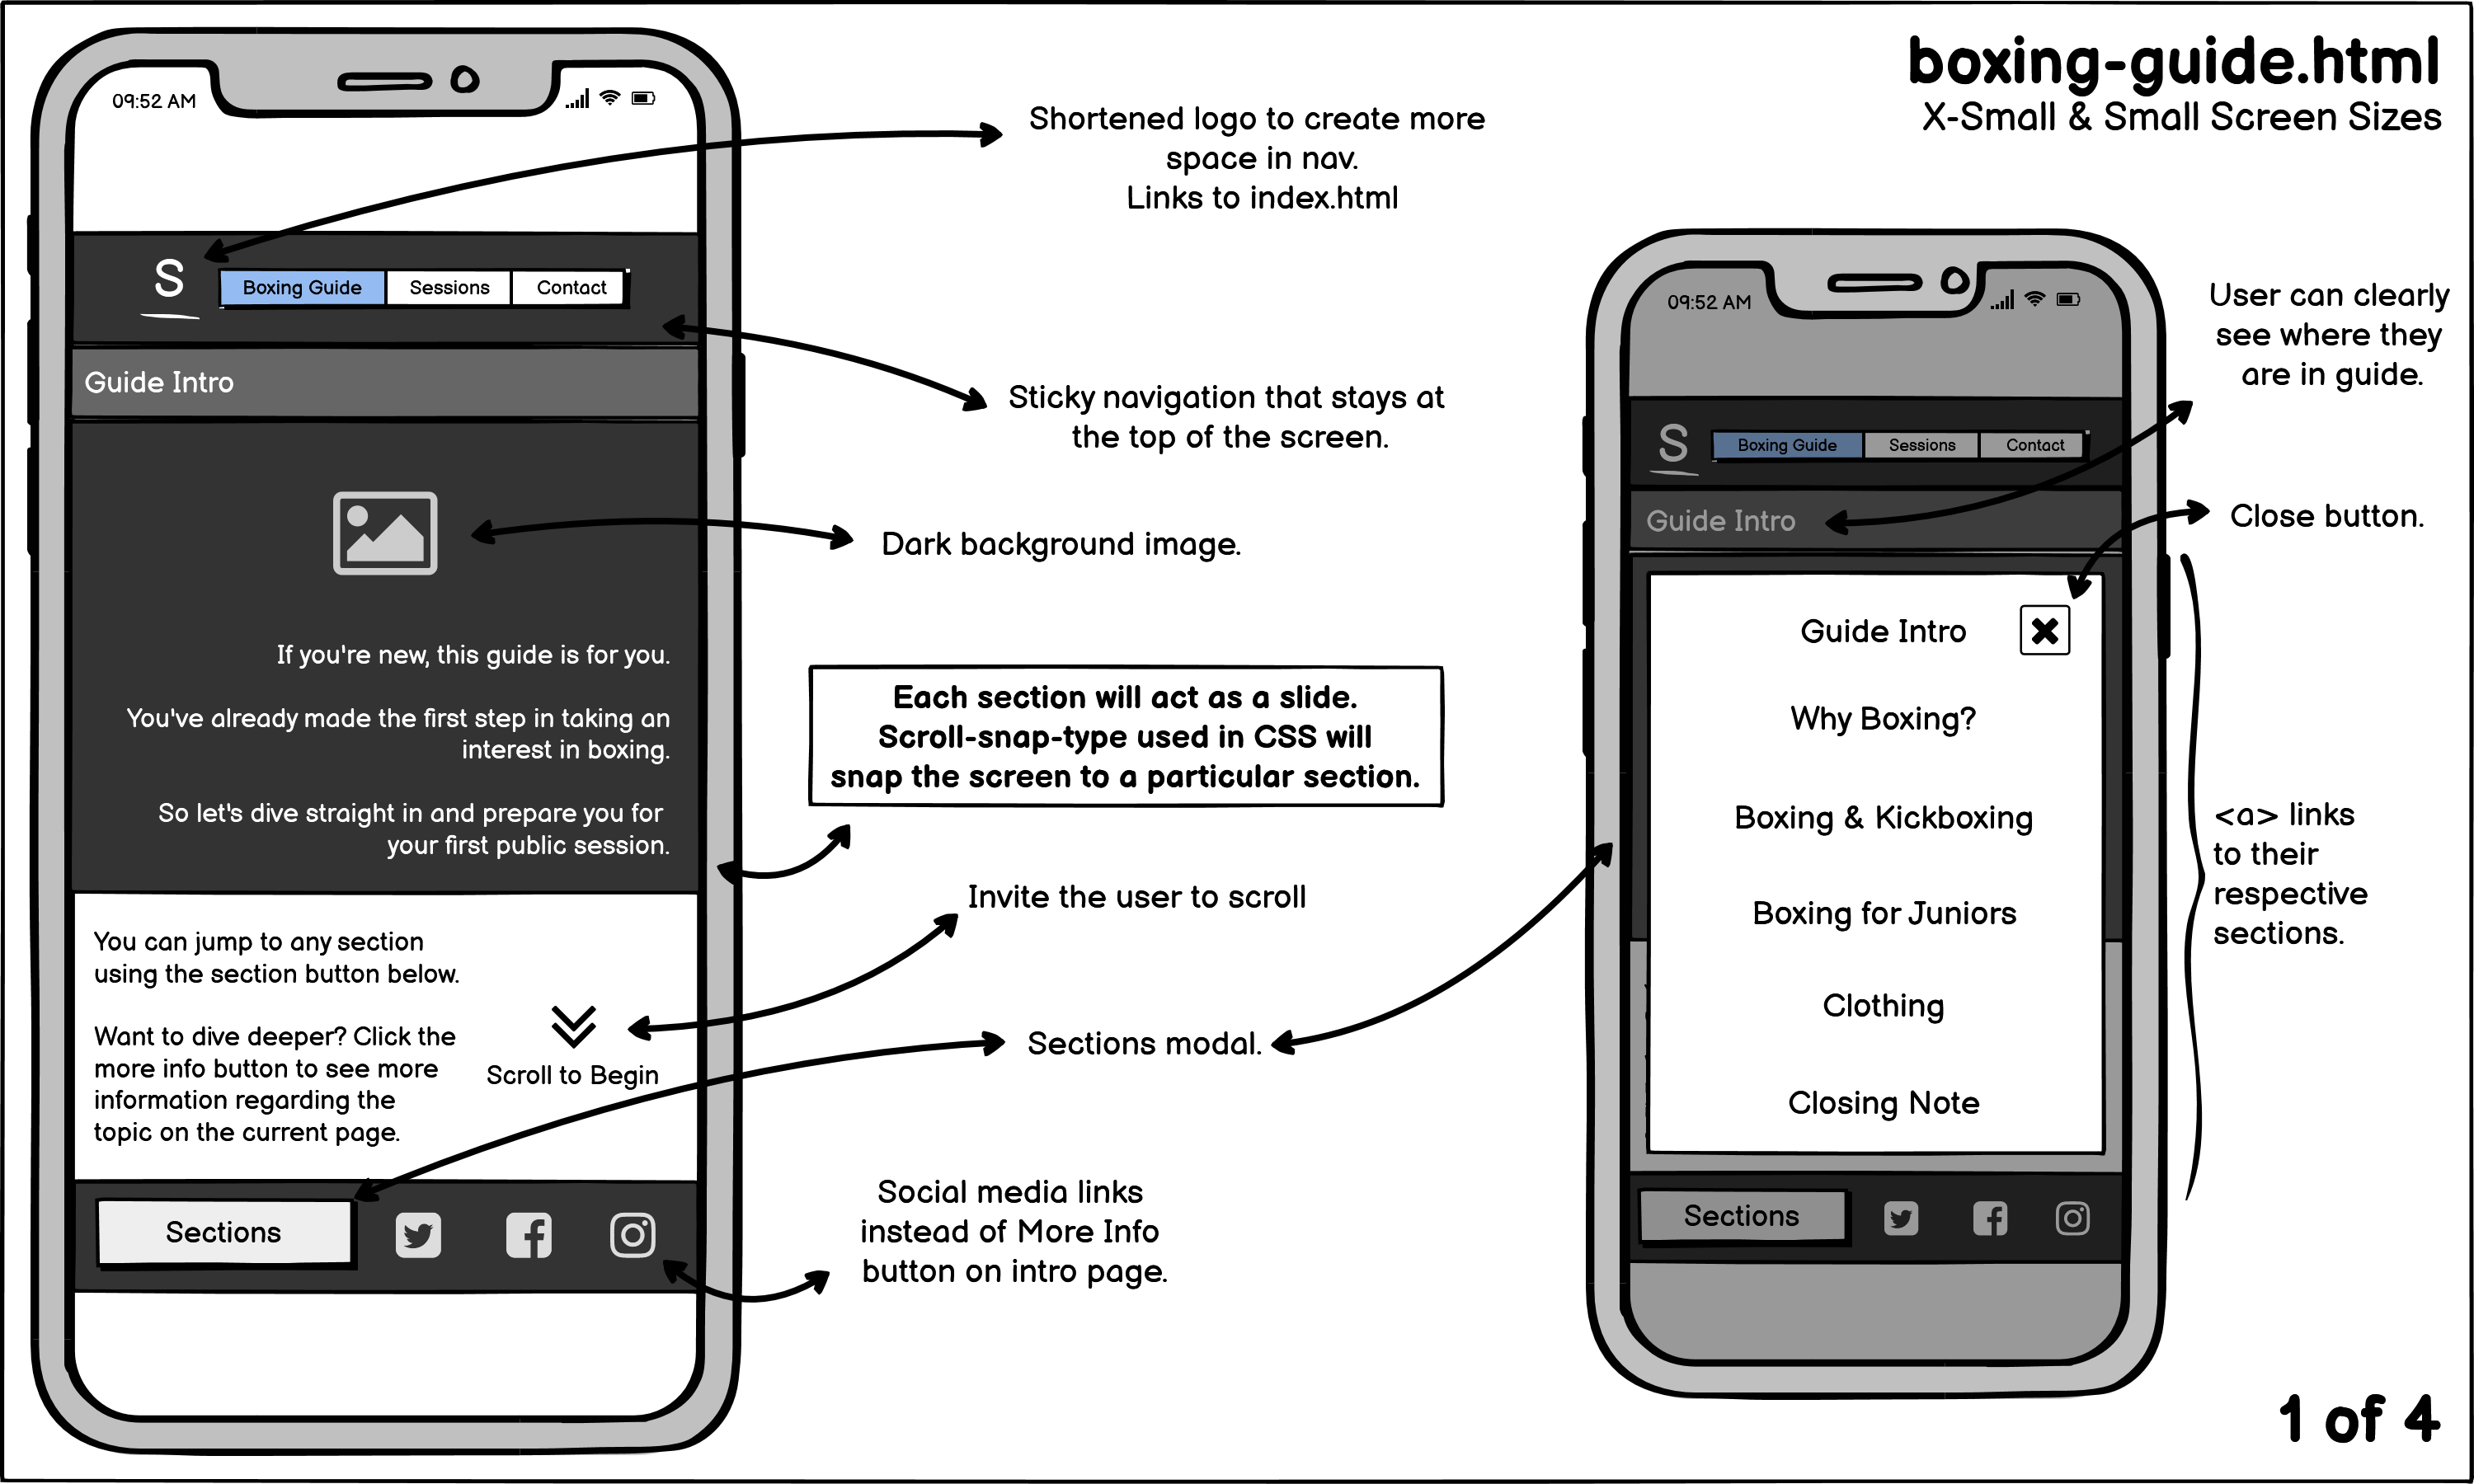 boxing-guide.html
X-Small & Small Screen Sizes
09:52 AM
S
Boxing Guide
Sessions
Contact
Guide Intro
If you're new, this guide is for you.
You've already made the first step in taking an
interest in boxing.
So let's dive straight in and prepare you for
your first public session.
You can jump to any section
using the section button below.
Want to dive deeper? Click the
more info button to see more
information regarding the
topic on the current page.
Scroll to Begin
Sections
Shortened logo to create more
space in nav.
Links to index.html
Sticky navigation that stays at
the top of the screen.
Dark background image.
Each section will act as a slide.
Scroll-snap-type used in CSS will
snap the screen to a particular section.
Invite the user to scroll
Sections modal.
Social media links
instead of More Info
button on intro page.
09:52 AM
S
Boxing Guide
Sessions
Contact
Guide Intro
Guide Intro
Why Boxing?
Boxing & Kickboxing
Boxing for Juniors
Clothing
Closing Note
Sections
User can clearly
see where they
are in guide.
Close button.
<a> links
to their
respective
sections.
1 of 4